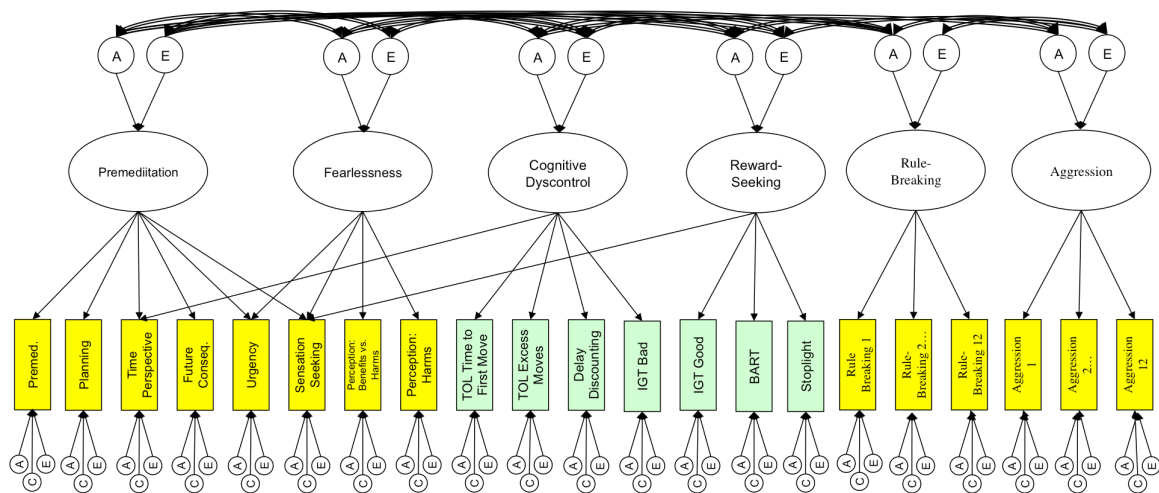 A E A E A E A E A E A E
Premediitation
Fearlessness
Cognitive
Dyscontrol
Reward-
Seeking
Rule-
Breaking
Aggression
Premed.
Planning
Time
Perspective
Future
Conseq.
Urgency
Sensation
Seeking
Perception:
Benefits vs.
Harms
Perception:
Harms
TOL Time to
First Move
TOL Excess
Moves
Delay
Discounting
IGT Bad
IGT Good
BART
Stoplight
Rule
Breaking 1
Rule-
Breaking 2…
Rule-
Breaking 12
Aggression
1
Aggression
2…
Aggression
12
A C E A C E A C E A C E A C E A C E A C E A C E A C E A C E A C E A C E A C E A C E A C E A C E A C E A C E A C E A C E A C E